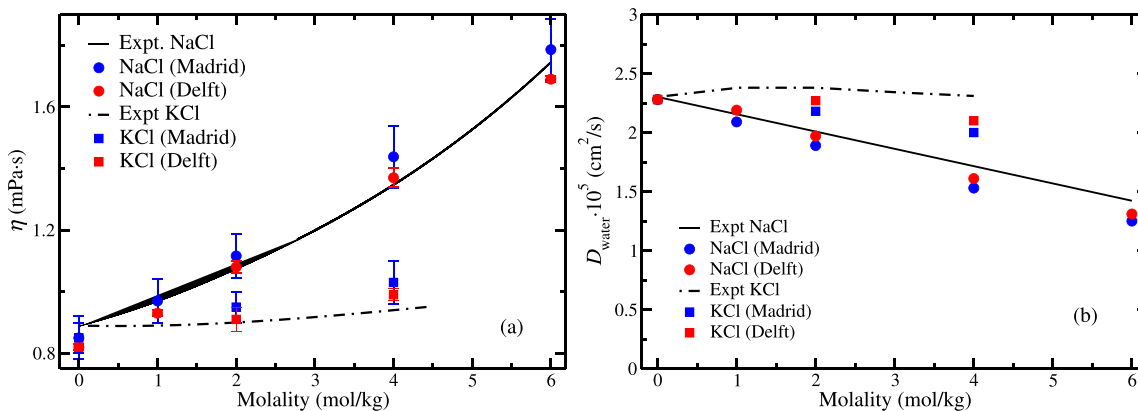 η (mPa·s)
1.6
1.2
0.8
Expt. NaCl
NaCl (Madrid)
NaCl (Delft)
Expt KCl
KCl (Madrid)
KCl (Delft)
(a)
0 1 2 3 4 5 6
Molality (mol/kg)
D_water·10^5 (cm^2/s)
3
2.5
2
1.5
1
0.5
0
Expt NaCl
NaCl (Madrid)
NaCl (Delft)
Expt KCl
KCl (Madrid)
KCl (Delft)
(b)
0 1 2 3 4 5 6
Molality (mol/kg)